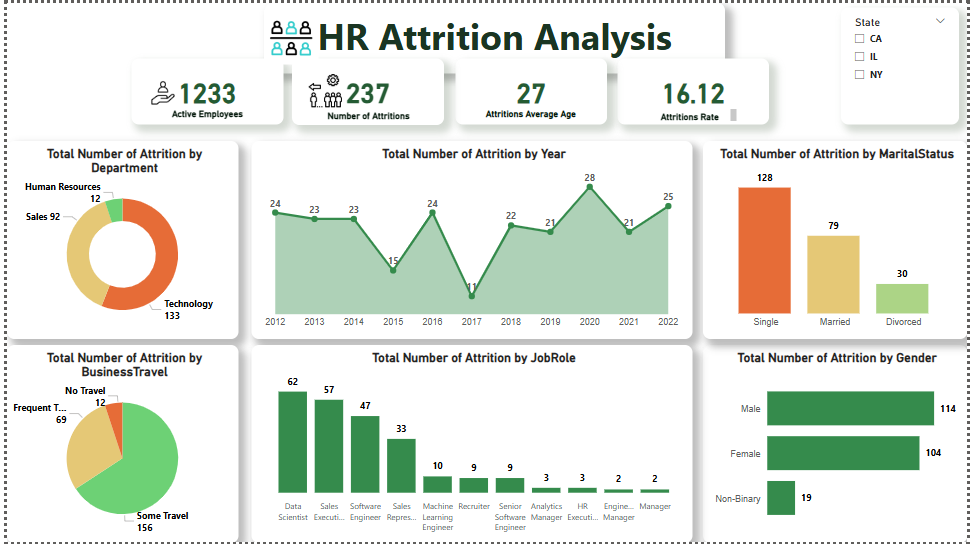 HR Attrition Analysis
State
CA
IL
NY
1233
Active Employees
237
Number of Attritions
27
Attritions Average Age
16.12
Attritions Rate
Total Number of Attrition by
Department
Human Resources
12
Sales 92
Technology
133
Total Number of Attrition by Year
24
23
23
15
24
11
22
21
28
21
25
2012 2013 2014 2015 2016 2017 2018 2019 2020 2021 2022
Total Number of Attrition by MaritalStatus
128
79
30
Single Married Divorced
Total Number of Attrition by
BusinessTravel
No Travel
12
Frequent T...
69
Some Travel
156
Total Number of Attrition by JobRole
62
57
47
33
10
9
9
3
3
2
2
Data
Scientist
Sales
Executi...
Software
Engineer
Sales
Repres...
Machine
Learning
Engineer
Recruiter
Senior
Software
Engineer
Analytics
Manager
HR
Executi...
Engine...
Manager
Manager
Total Number of Attrition by Gender
Male 114
Female 104
Non-Binary 19